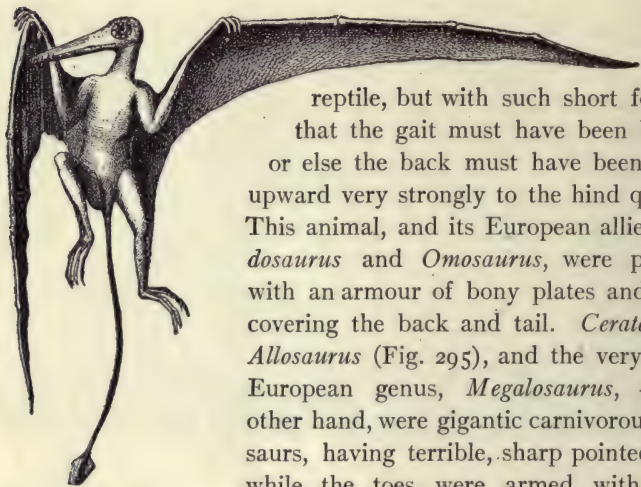 reptile, but with such short
that the gait must have been
or else the back must have been
upward very strongly to the hind
This animal, and its European
dosaurus and Omosaurus, were
with an armour of bony plates and
covering the back and tail.
Allosaurus (Fig. 295), and the very
European genus, Megalosaurus,
other hand, were gigantic carnivorous
saurs, having terrible, sharp pointed
while the toes were armed with